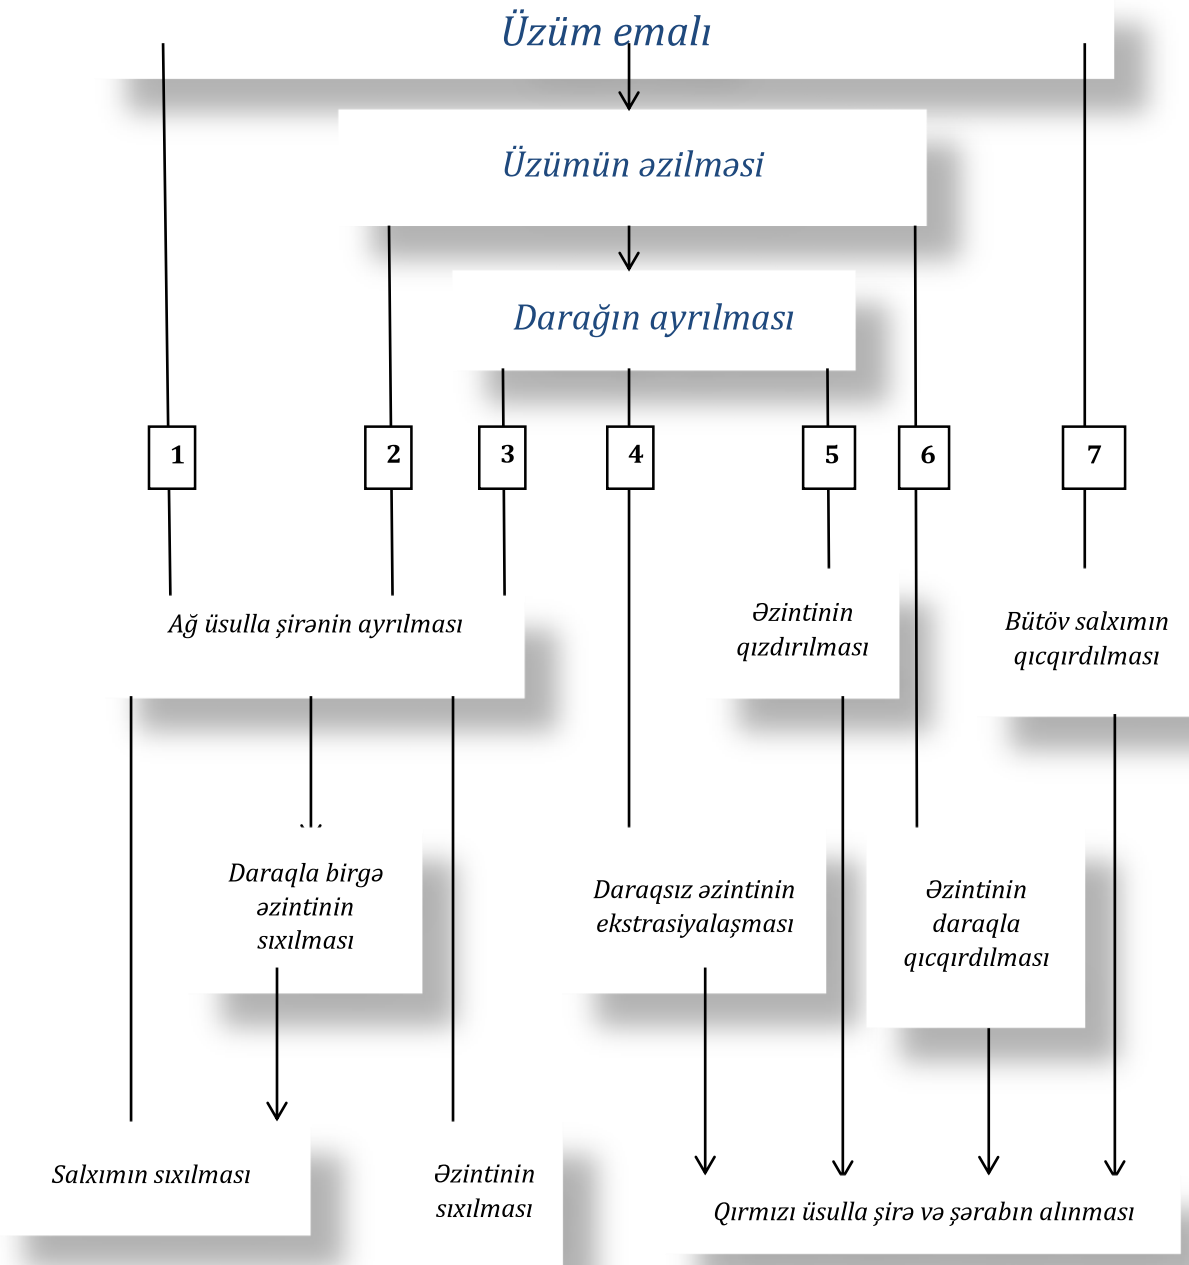 Üzüm emalı
Üzümün əzilməsi
Darağın ayrılması
1 2 3 4 5 6 7
Ağ üsulla şirənin ayrılması
Əzintinin
qızdırılması
Bütöv salxımın
qıcqırdılması
Daraqla birgə
əzintinin
sıxılması
Daraqsız əzintinin
ekstrasiyalaşması
Əzintinin
daraqla
qıcqırdılması
Salxımın sıxılması
Əzintinin
sıxılması
Qırmızı üsulla şirə və şərabın alınması